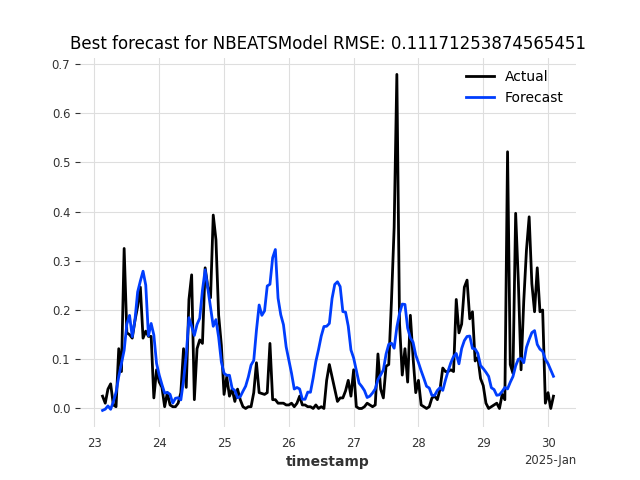 Best forecast for NBEATSModel RMSE: 0.11171253874565451
Actual
Forecast
0.7
0.6
0.5
0.4
0.3
0.2
0.1
0.0
23 24 25 26 27 28 29 30
timestamp
2025-Jan